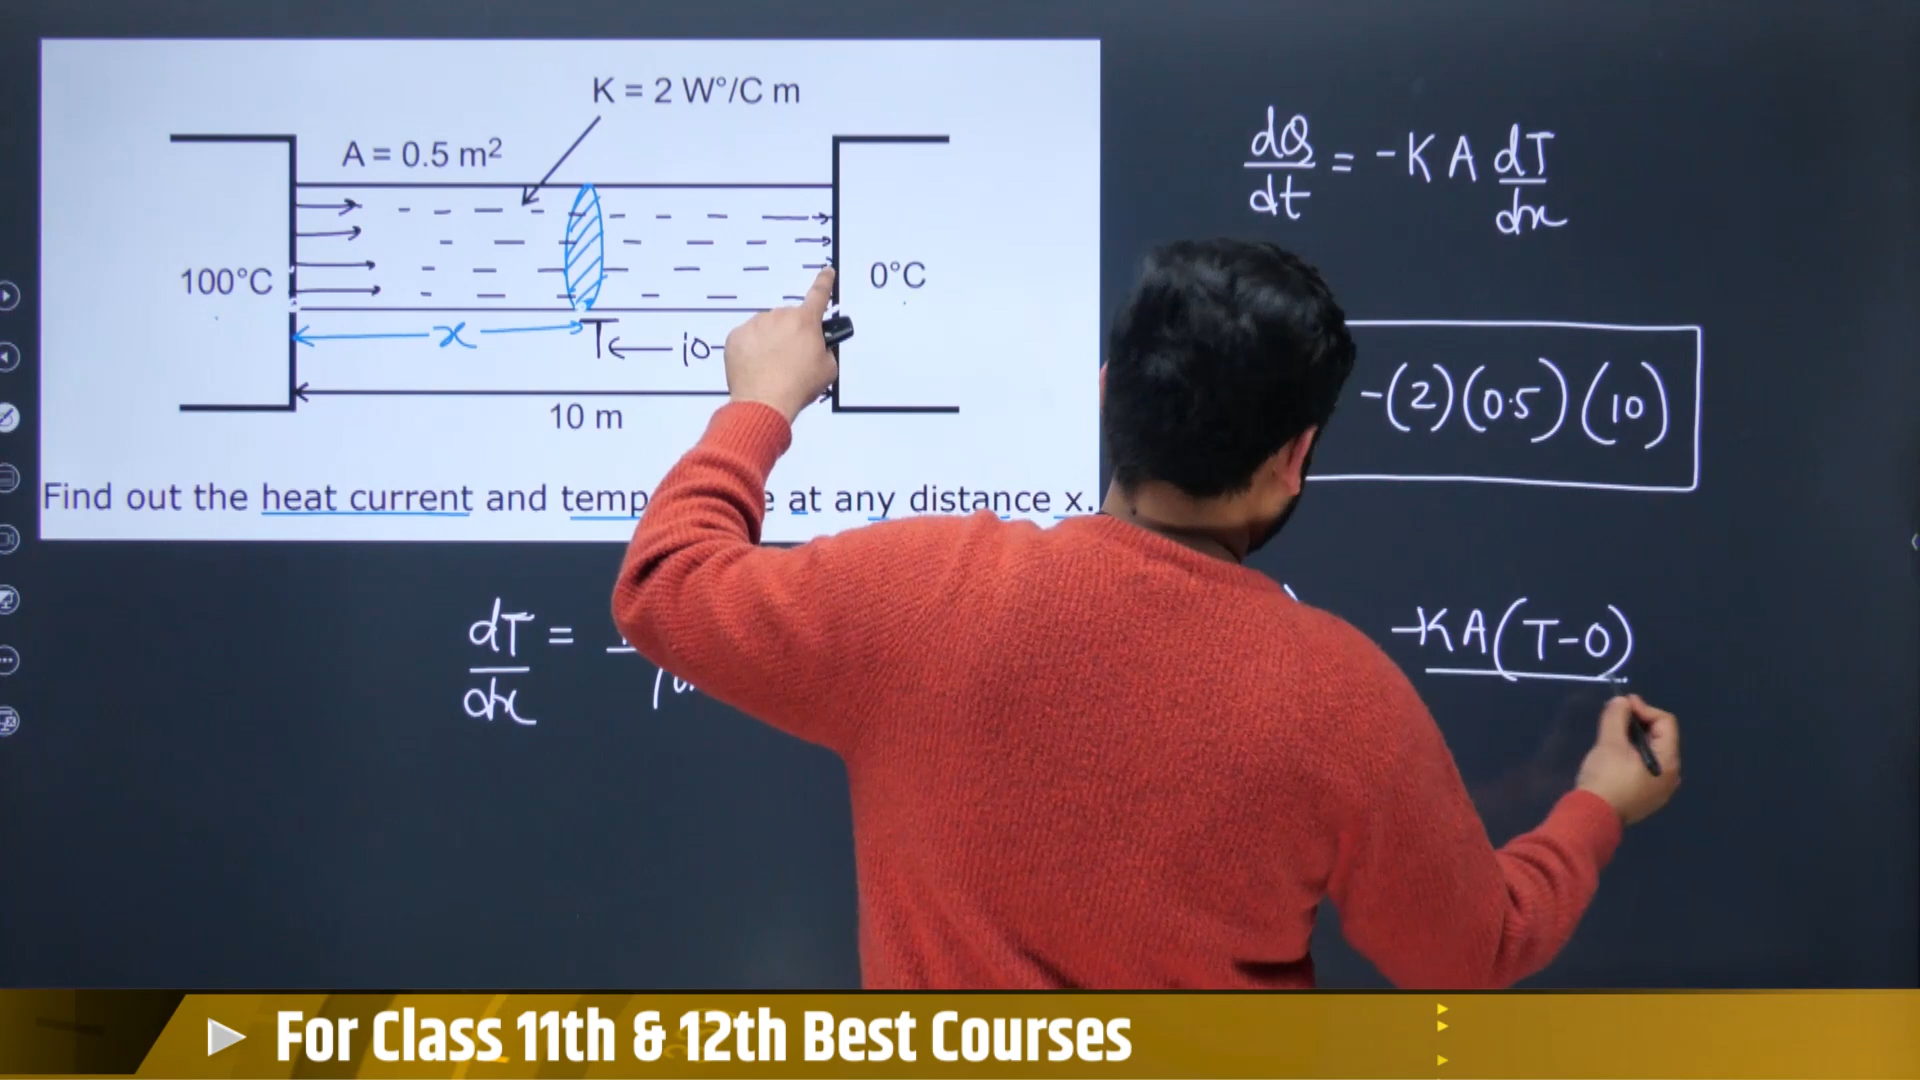 K = 2 W°/C m
A = 0.5 m²
100°C
0°C
x
T
10
10 m
Find out the heat current and temp e at any distance x.
dQ/dt = -KA dT/dx
-(2)(0.5)(10)
dT/dx =
-KA(T-0)
For Class 11th & 12th Best Courses